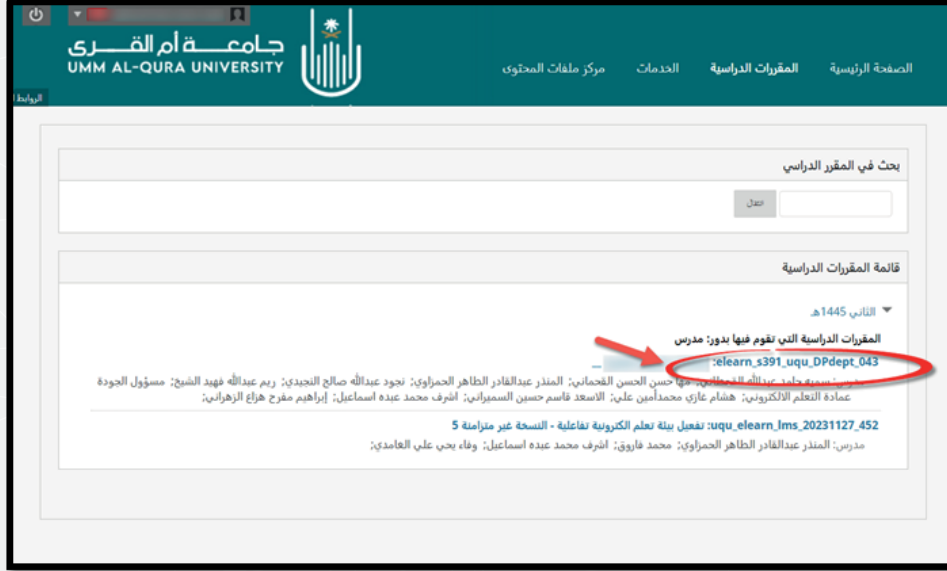 جامعة أم القرى
UMM AL-QURA UNIVERSITY
الصفحة الرئيسية
المقررات الدراسية
الخدمات
مركز ملفات المحتوى
الروابط
بحث في المقرر الدراسي
انتقال
قائمة المقررات الدراسية
الثاني 1445هـ
المقررات الدراسية التي تقوم فيها بدور: مدرس
elearn_s391_uqu_DPdept_043:
مدرس: سميه حامد عبدالله القحطاني; مها حسن الحسن القحماني; المنذر عبدالقادر الطاهر الحمزاوي; نجود عبدالله صالح النجيدي; ريم عبدالله فهيد الشيخ; مسؤول الجودة
عمادة التعلم الالكتروني; هشام غازي محمدأمين علي; الاسعد قاسم حسين السميراني; اشرف محمد عبده اسماعيل; إبراهيم مفرح هزاع الزهراني;
uqu_elearn_lms_20231127_452: تفعيل بيئة تعلم الكترونية تفاعلية - النسخة غير متزامنة 5
مدرس: المنذر عبدالقادر الطاهر الحمزاوي; محمد فاروق; اشرف محمد عبده اسماعيل; وفاء يحي علي الغامدي;